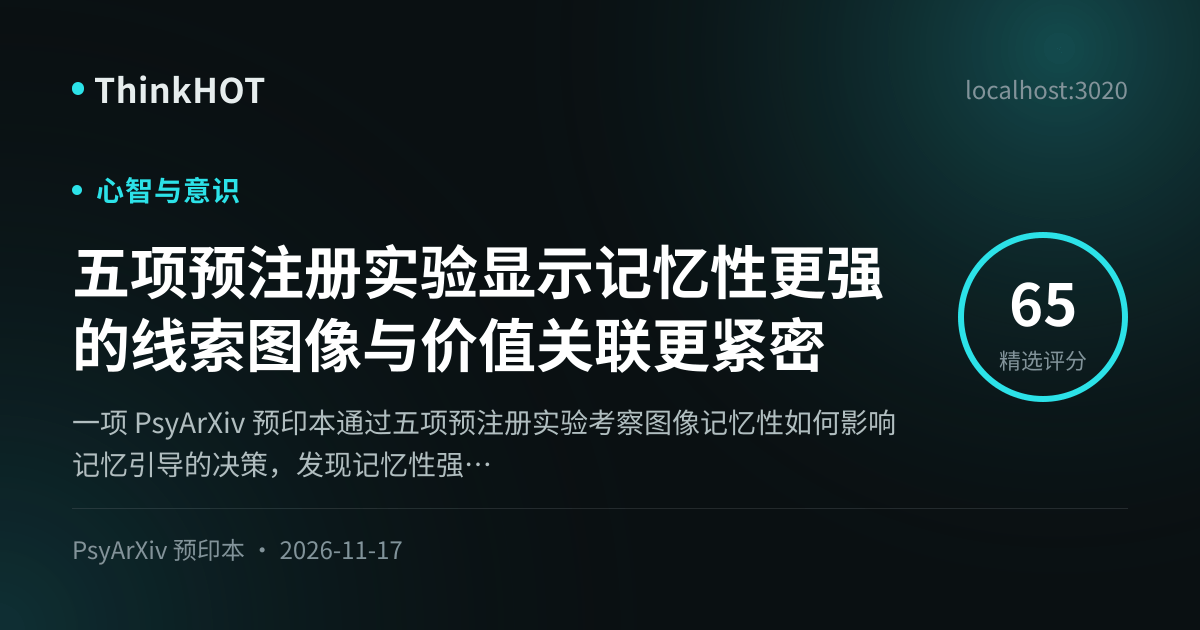 ThinkHOT
localhost:3020
心智与意识
五项预注册实验显示记忆性更强
的线索图像与价值关联更紧密
65
精选评分
一项 PsyArXiv 预印本通过五项预注册实验考察图像记忆性如何影响
记忆引导的决策，发现记忆性强…
PsyArXiv 预印本 · 2026-11-17